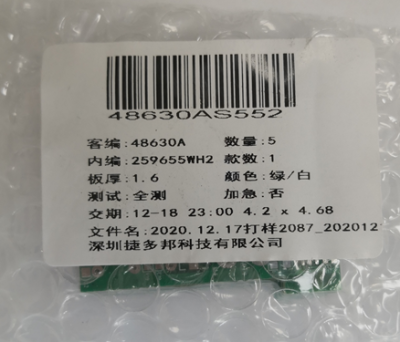 48630AS552
客编:48630A 数量:5
内编:259655WH2 款数:1
板厚:1.6 颜色:绿/白
测试:全测 加急:否
交期:12-18 23:00 4.2 x 4.68
文件名:2020.12.17打样2087_202012
深圳捷多邦科技有限公司